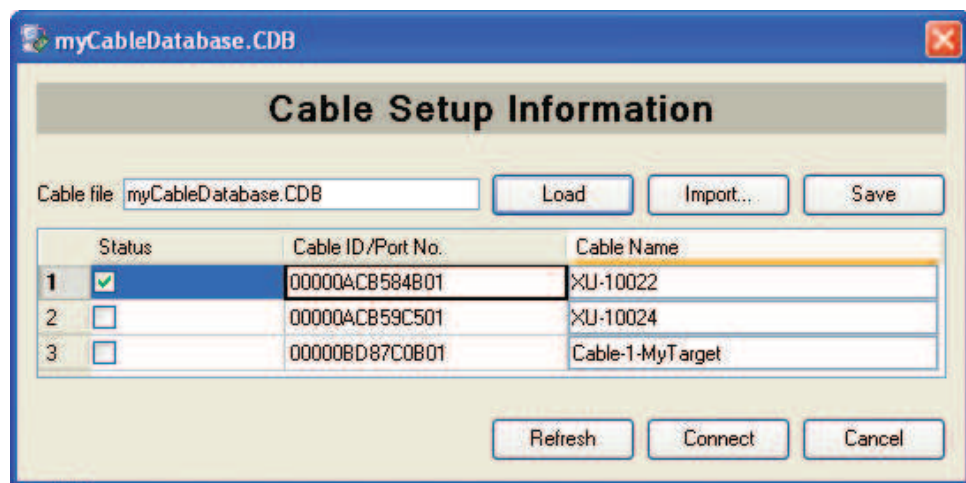 myCableDatabase.CDB
Cable Setup Information
Cable file myCableDatabase.CDB Load Import... Save
Status Cable ID/Port No. Cable Name
1 00000ACB584B01 XU-10022
2 00000ACB59C501 XU-10024
3 00000BD87C0B01 Cable-1-MyTarget
Refresh Connect Cancel